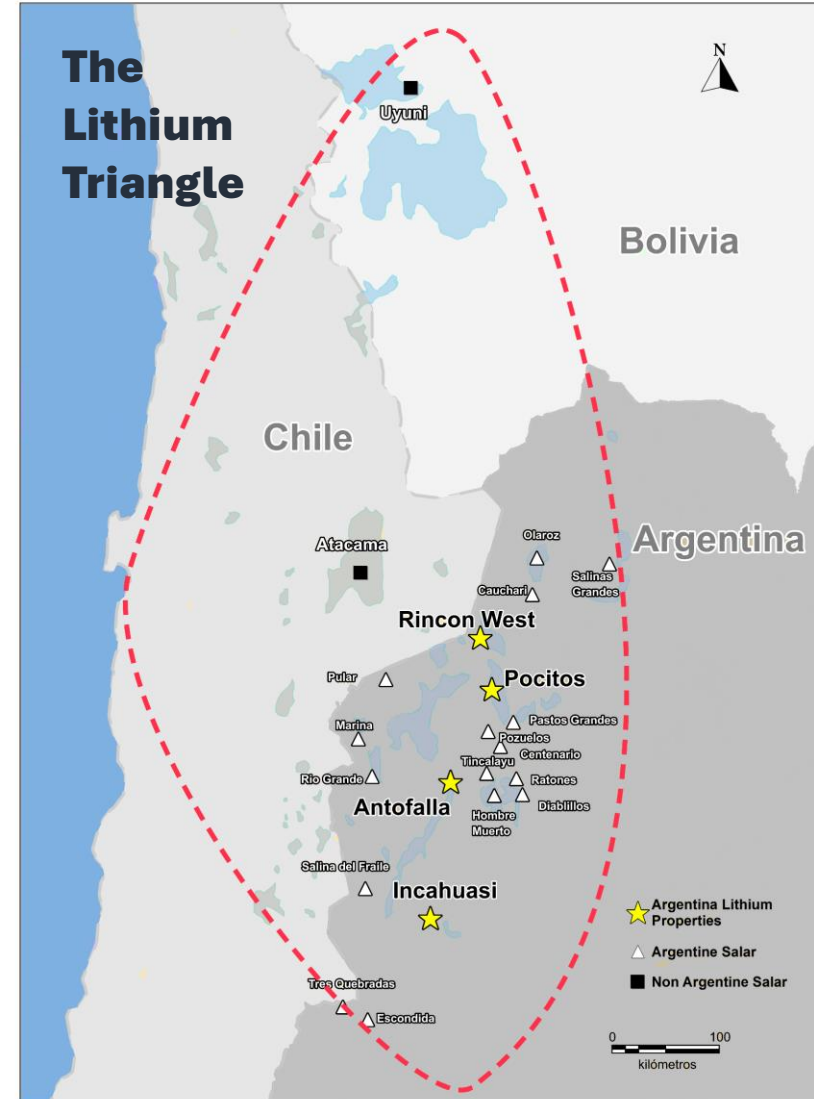 The
Lithium
Triangle
N
Uyuni
Bolivia
Chile
Argentina
Atacama
Olaroz
Salinas
Grandes
Cauchari
Rincon West
Pular
Pocitos
Marina
Pastos Grandes
Pozuelos
Centenario
Tincalayu
Rio Grande
Ratones
Antofalla
Diablillos
Hombre
Muerto
Salina del Fraile
Incahuasi
Argentina Lithium
Properties
Argentine Salar
Non Argentine Salar
Tres Quebradas
Escondida
0 100
kilómetros